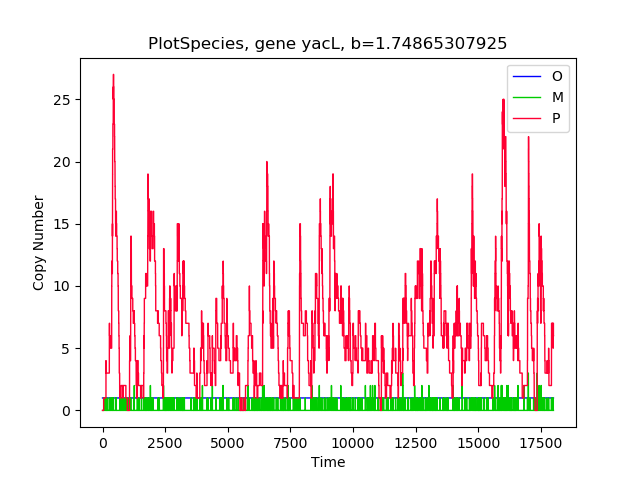 PlotSpecies, gene yacL, b=1.74865307925
O
M
P
Copy Number
25
20
15
10
5
0
0 2500 5000 7500 10000 12500 15000 17500
Time